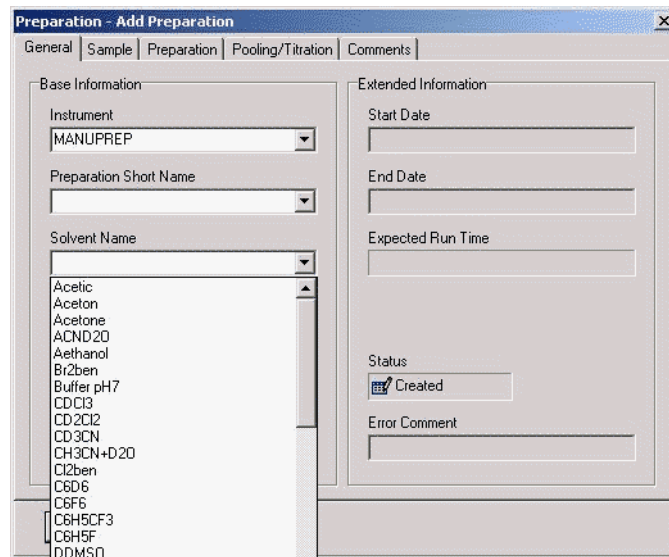 Preparation - Add Preparation
General Sample Preparation Pooling/Titration Comments
Base Information
Instrument
MANUPREP
Preparation Short Name
Solvent Name
Acetic
Aceton
Acetone
ACND2O
Aethanol
Br2ben
Buffer pH7
CDCl3
CD2Cl2
CD3CN
CH3CN+D2O
Cl2ben
C6D6
C6F6
C6H5CF3
C6H5F
DDMSO
Extended Information
Start Date
End Date
Expected Run Time
Status
Created
Error Comment